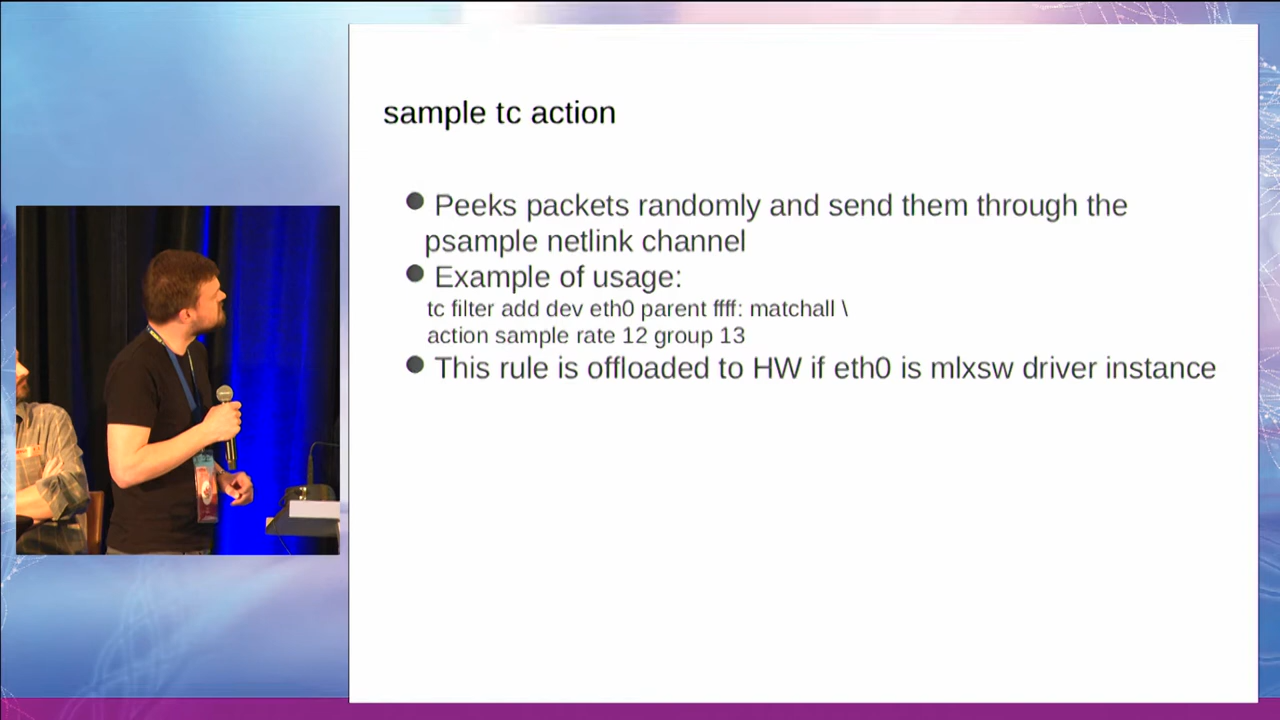 sample tc action
● Peeks packets randomly and send them through the
psample netlink channel
● Example of usage:
tc filter add dev eth0 parent ffff: matchall \
action sample rate 12 group 13
● This rule is offloaded to HW if eth0 is mlxsw driver instance